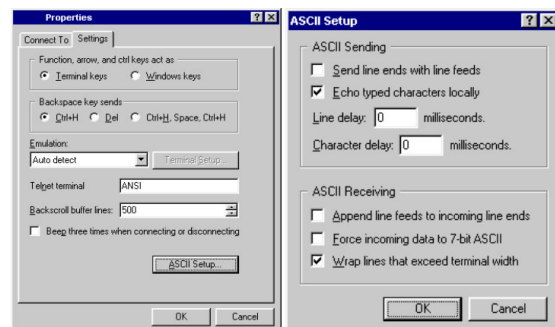 Properties
Connect To Settings
Function, arrow, and ctrl keys act as
Terminal keys Windows keys
Backspace key sends
Ctrl+H Del Ctrl+H, Space, Ctrl+H
Emulation:
Auto detect Terminal Setup...
Telnet terminal ANSI
Backscroll buffer lines: 500
Beep three times when connecting or disconnecting
ASCII Setup...
OK Cancel
ASCII Setup
ASCII Sending
Send line ends with line feeds
Echo typed characters locally
Line delay: 0 milliseconds.
Character delay: 0 milliseconds.
ASCII Receiving
Append line feeds to incoming line ends
Force incoming data to 7-bit ASCII
Wrap lines that exceed terminal width
OK Cancel